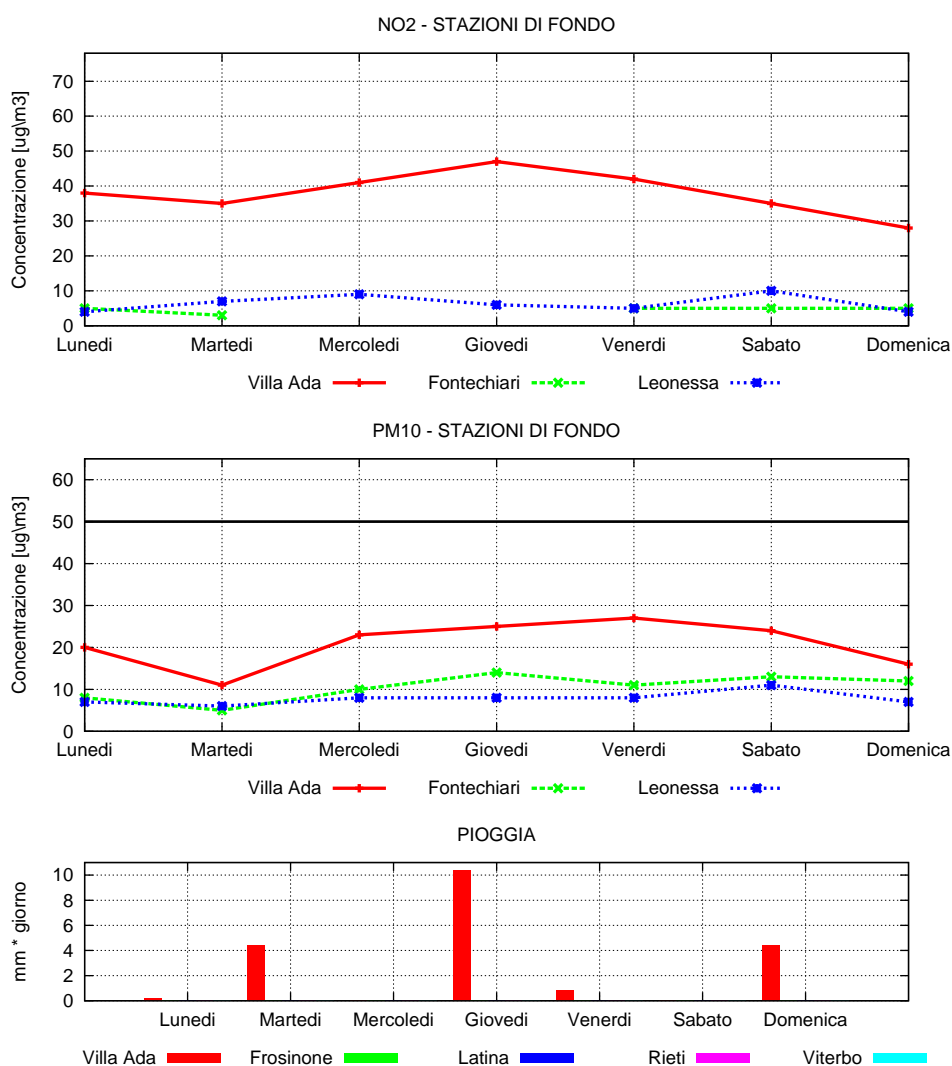 NO2 - STAZIONI DI FONDO
Concentrazione [ug\m3]
70
60
50
40
30
20
10
0
Lunedi Martedi Mercoledi Giovedi Venerdi Sabato Domenica
Villa Ada Fontechiari Leonessa
PM10 - STAZIONI DI FONDO
Concentrazione [ug\m3]
60
50
40
30
20
10
0
Lunedi Martedi Mercoledi Giovedi Venerdi Sabato Domenica
Villa Ada Fontechiari Leonessa
PIOGGIA
mm * giorno
10
8
6
4
2
0
Lunedi Martedi Mercoledi Giovedi Venerdi Sabato Domenica
Villa Ada Frosinone Latina Rieti Viterbo